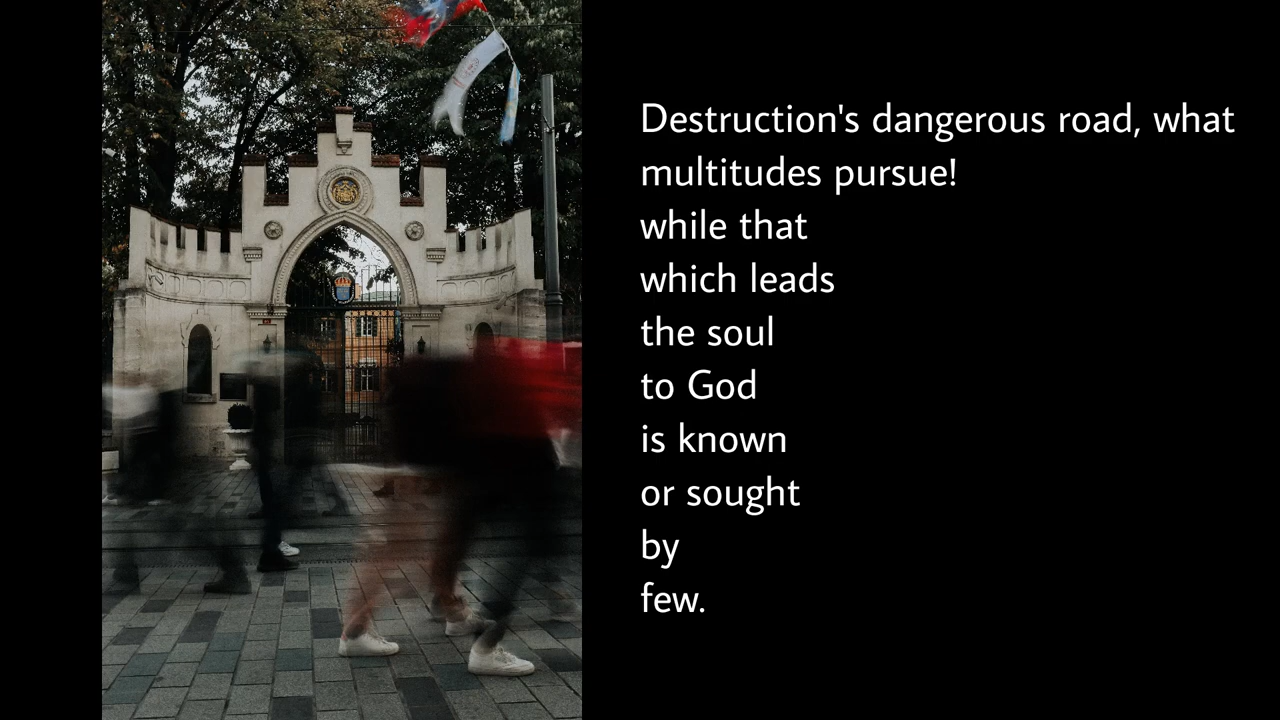 Destruction's dangerous road, what
multitudes pursue!
while that
which leads
the soul
to God
is known
or sought
by
few.